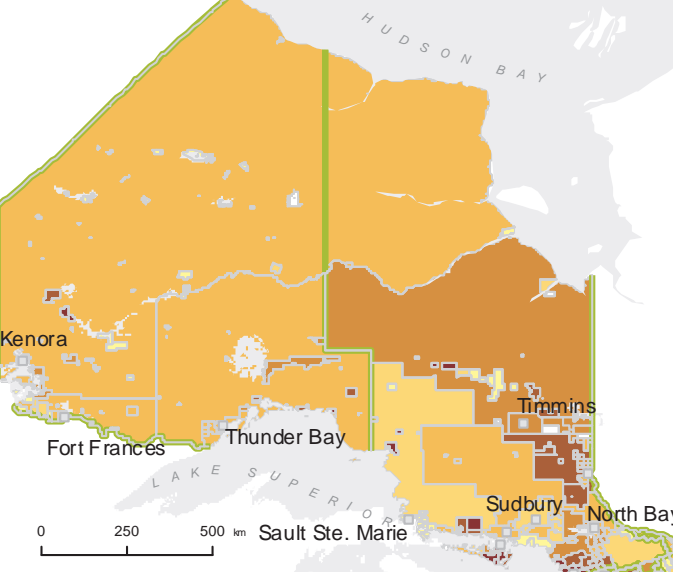 HUDSON BAY
Kenora
Timmins
Fort Frances
Thunder Bay
LAKE SUPERIOR
Sudbury
North Bay
0 250 500 km
Sault Ste. Marie